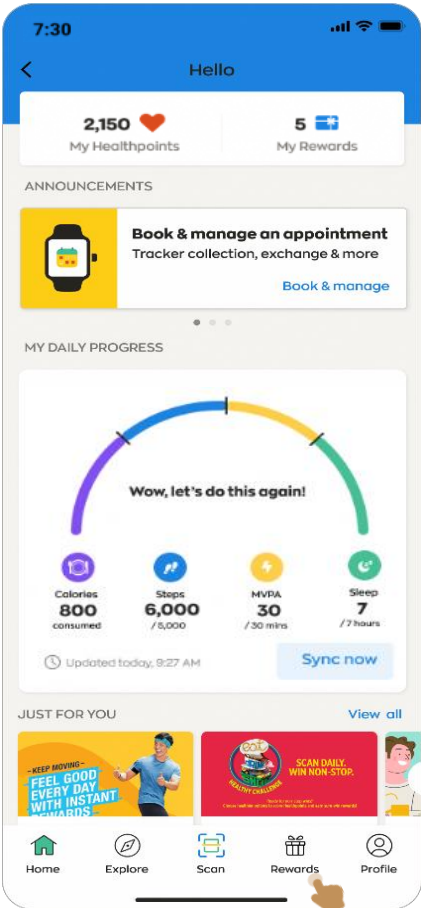 7:30
Hello
2,150
5
My Healthpoints
My Rewards
ANNOUNCEMENTS
Book & manage an appointment
Tracker collection, exchange & more
Book & manage
MY DAILY PROGRESS
Wow, let's do this again!
Calories
Steps
MVPA
Sleep
800
6,000
30
7
consumed
/5,000
/30 mins
/7 hours
Updated today, 9:27 AM
Sync now
JUST FOR YOU
View all
- KEEP MOVING -
FEEL GOOD
EVERY DAY
WITH INSTANT
REWARDS
eat
HEALTHY CHALLENGE
SCAN DAILY.
WIN NON-STOP.
Home
Explore
Scan
Rewards
Profile